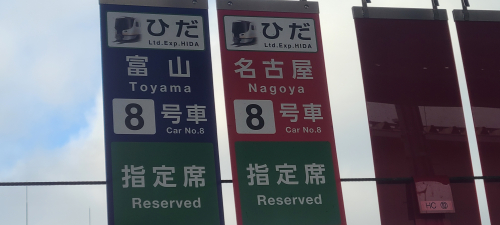 ひだ
Ltd.Exp.HIDA
富山
Toyama
8 号車
Car No.8
指定席
Reserved
ひだ
Ltd.Exp.HIDA
名古屋
Nagoya
8 号車
Car No.8
指定席
Reserved
HC